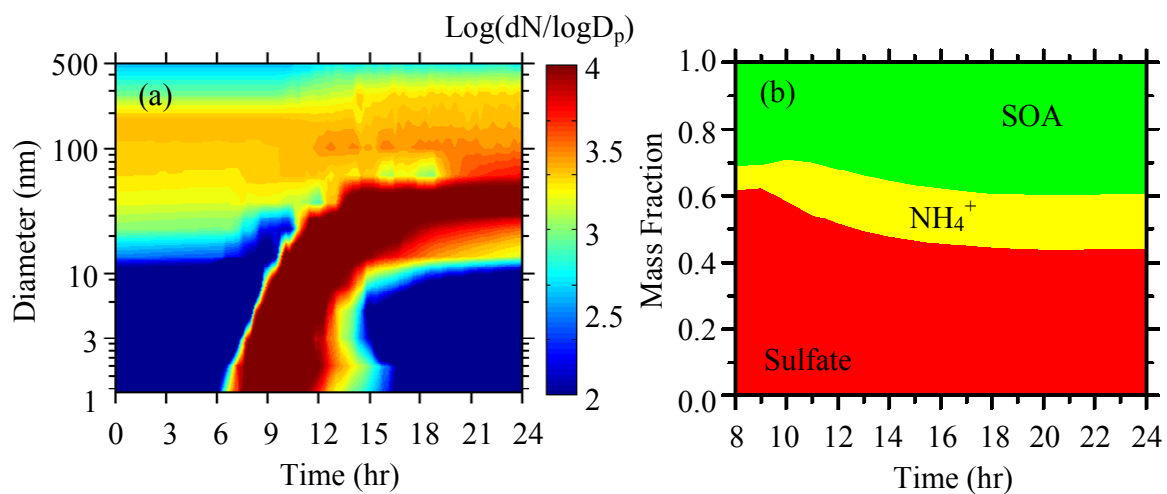 Log(dN/logDp)
(a)
500
100
10
3
1
Diameter (nm)
0 3 6 9 12 15 18 21 24
Time (hr)
4
3.5
3
2.5
2
(b)
1.0
0.8
0.6
0.4
0.2
0.0
Mass Fraction
SOA
NH4+
Sulfate
8 10 12 14 16 18 20 22 24
Time (hr)